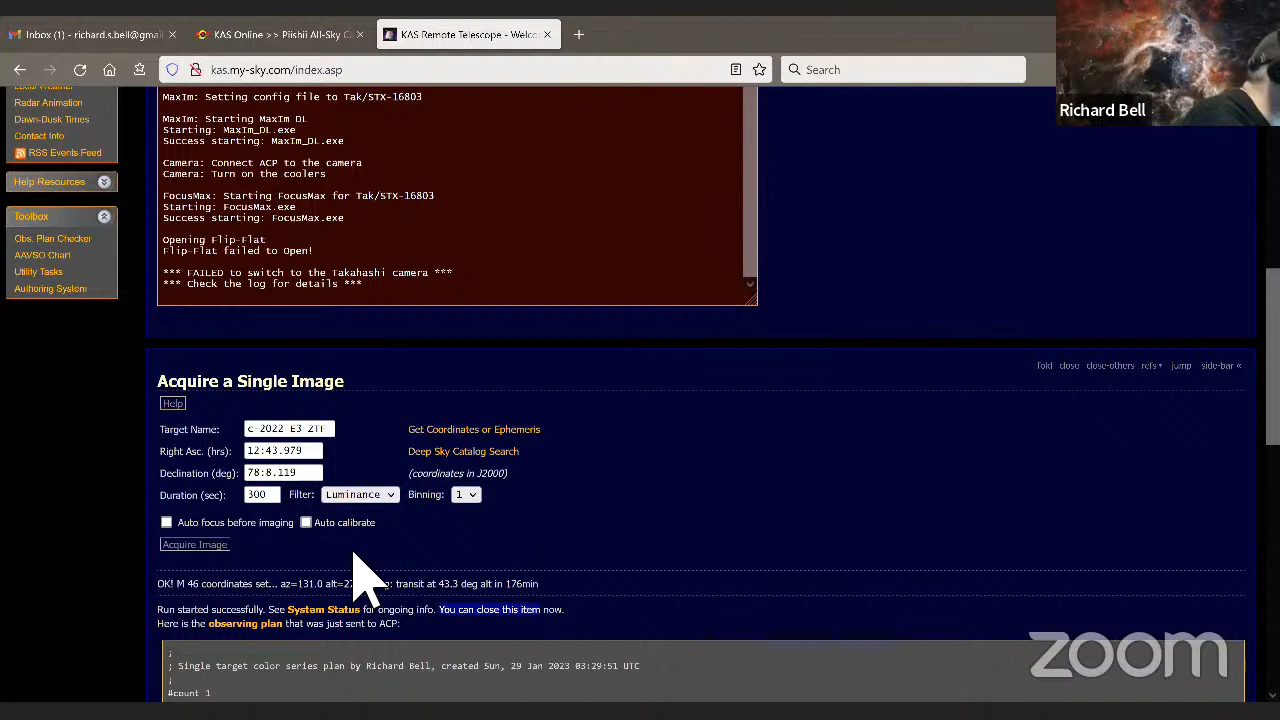 Inbox (1) - richard.s.bell@gmail
KAS Online >> Piishii All-Sky C
KAS Remote Telescope - Welco
kas.my-sky.com/index.asp
Search
Richard Bell
Local Weather
Radar Animation
Dawn-Dusk Times
Contact Info
RSS Events Feed
Help Resources
Toolbox
Obs. Plan Checker
AAVSO Chart
Utility Tasks
Authoring System
MaxIm: Setting config file to Tak/STX-16803
MaxIm: Starting MaxIm DL
Starting: MaxIm_DL.exe
Success starting: MaxIm_DL.exe
Camera: Connect ACP to the camera
Camera: Turn on the coolers
FocusMax: Starting FocusMax for Tak/STX-16803
Starting: FocusMax.exe
Success starting: FocusMax.exe
Opening Flip-Flat
Flip-Flat failed to Open!
*** FAILED to switch to the Takahashi camera ***
*** Check the log for details ***
fold close close-others refs jump side-bar «
Acquire a Single Image
Help
Target Name: c-2022 E3 ZTF Get Coordinates or Ephemeris
Right Asc. (hrs): 12:43.979 Deep Sky Catalog Search
Declination (deg): 78:8.119 (coordinates in J2000)
Duration (sec): 300 Filter: Luminance Binning: 1
Auto focus before imaging Auto calibrate
Acquire Image
OK! M 46 coordinates set... az=131.0 transit at 43.3 deg alt in 176min
Run started successfully. See System Status for ongoing info. You can close this item now.
Here is the observing plan that was just sent to ACP:
;
; Single target color series plan by Richard Bell, created Sun, 29 Jan 2023 03:29:51 UTC
;
#count 1
zoom